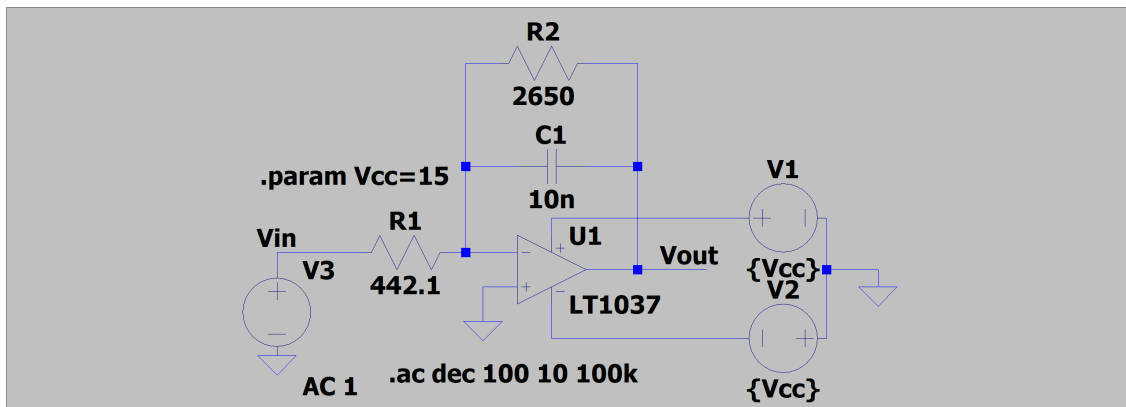 R2
2650
C1
10n
.param Vcc=15
V1
R1
U1
Vin
Vout
V3
{Vcc}
442.1
V2
LT1037
.ac dec 100 10 100k
AC 1
{Vcc}